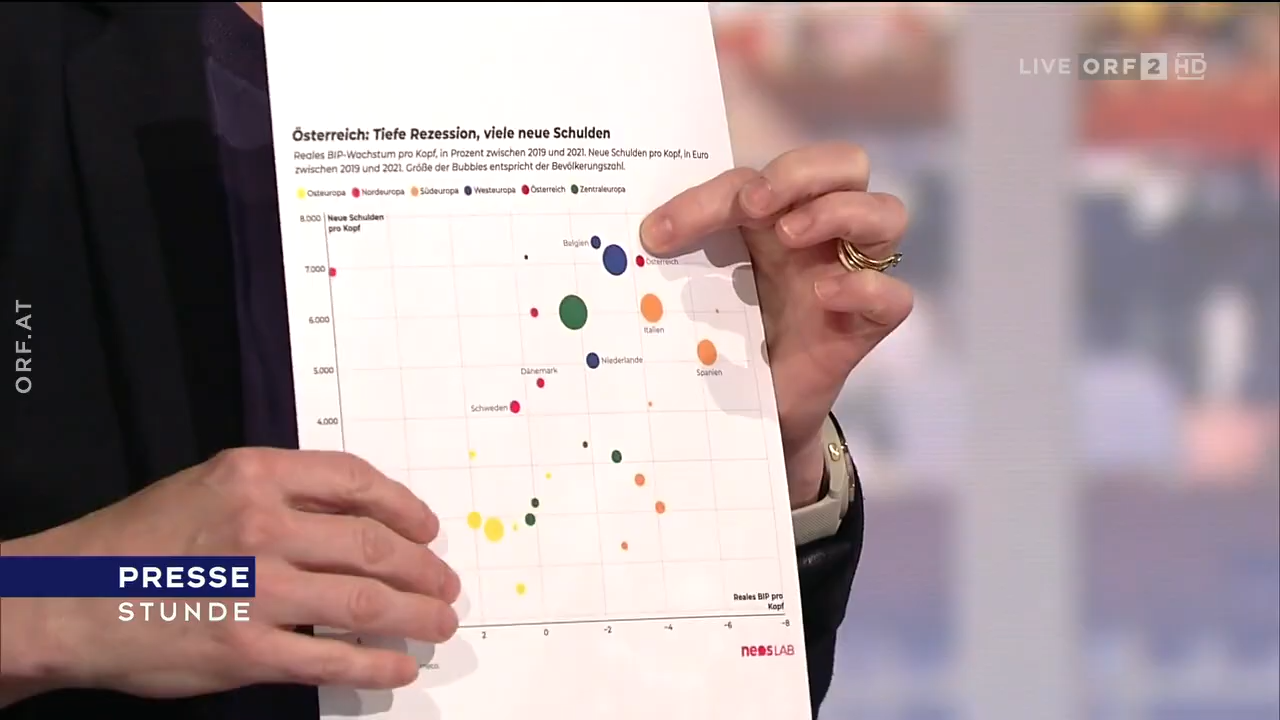 LIVE ORF 2 HD
ORF.AT
Österreich: Tiefe Rezession, viele neue Schulden
Reales BIP-Wachstum pro Kopf, in Prozent zwischen 2019 und 2021. Neue Schulden pro Kopf, in Euro
zwischen 2019 und 2021. Größe der Bubbles entspricht der Bevölkerungszahl.
Osteuropa Nordeuropa Südeuropa Westeuropa Österreich Zentraleuropa
8.000 Neue Schulden
pro Kopf
Belgien
Österreich
7.000
6.000
Italien
Niederlande
5.000
Dänemark
Spanien
Schweden
4.000
Reales BIP pro
Kopf
2 0 -2 -4 -6 -8
neos LAB
PRESSE
STUNDE